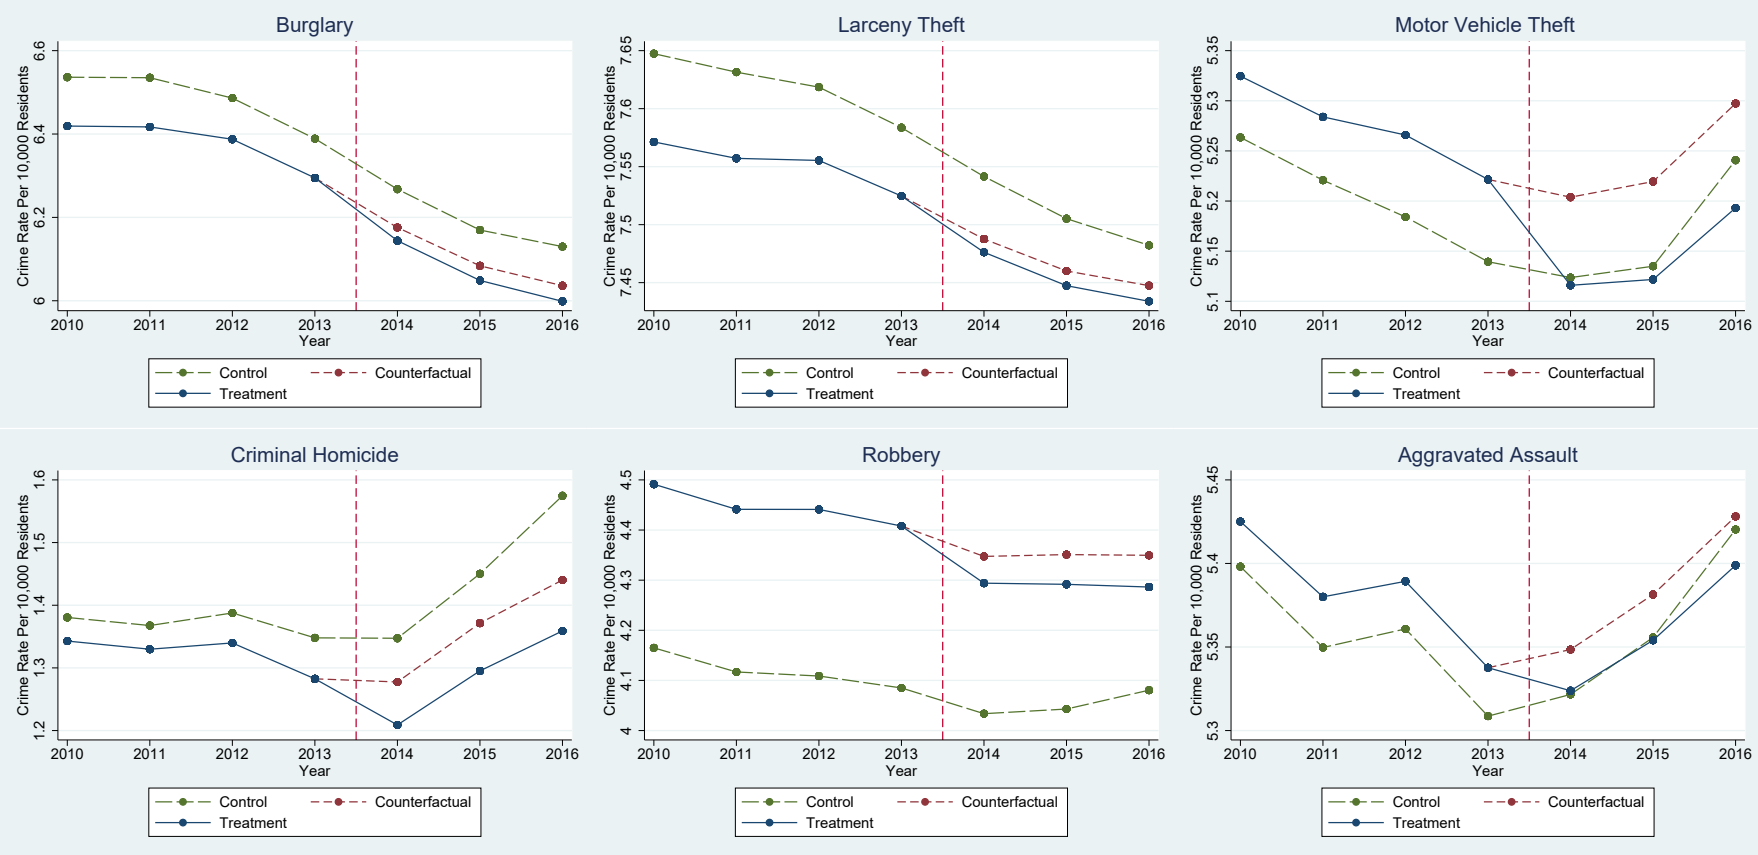 Burglary
Crime Rate Per 10,000 Residents
6.6
6.4
6.2
6
2010 2011 2012 2013 2014 2015 2016
Year
Control Counterfactual
Treatment
Larceny Theft
Crime Rate Per 10,000 Residents
7.65
7.6
7.55
7.5
7.45
2010 2011 2012 2013 2014 2015 2016
Year
Control Counterfactual
Treatment
Motor Vehicle Theft
Crime Rate Per 10,000 Residents
5.35
5.3
5.25
5.2
5.15
5.1
2010 2011 2012 2013 2014 2015 2016
Year
Control Counterfactual
Treatment
Criminal Homicide
Crime Rate Per 10,000 Residents
1.6
1.5
1.4
1.3
1.2
2010 2011 2012 2013 2014 2015 2016
Year
Control Counterfactual
Treatment
Robbery
Crime Rate Per 10,000 Residents
4.5
4.4
4.3
4.2
4.1
4
2010 2011 2012 2013 2014 2015 2016
Year
Control Counterfactual
Treatment
Aggravated Assault
Crime Rate Per 10,000 Residents
5.45
5.4
5.35
5.3
2010 2011 2012 2013 2014 2015 2016
Year
Control Counterfactual
Treatment